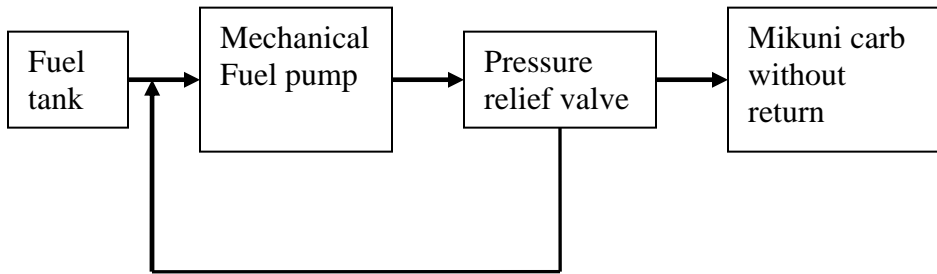 Fuel
tank
Mechanical
Fuel pump
Pressure
relief valve
Mikuni carb
without
return